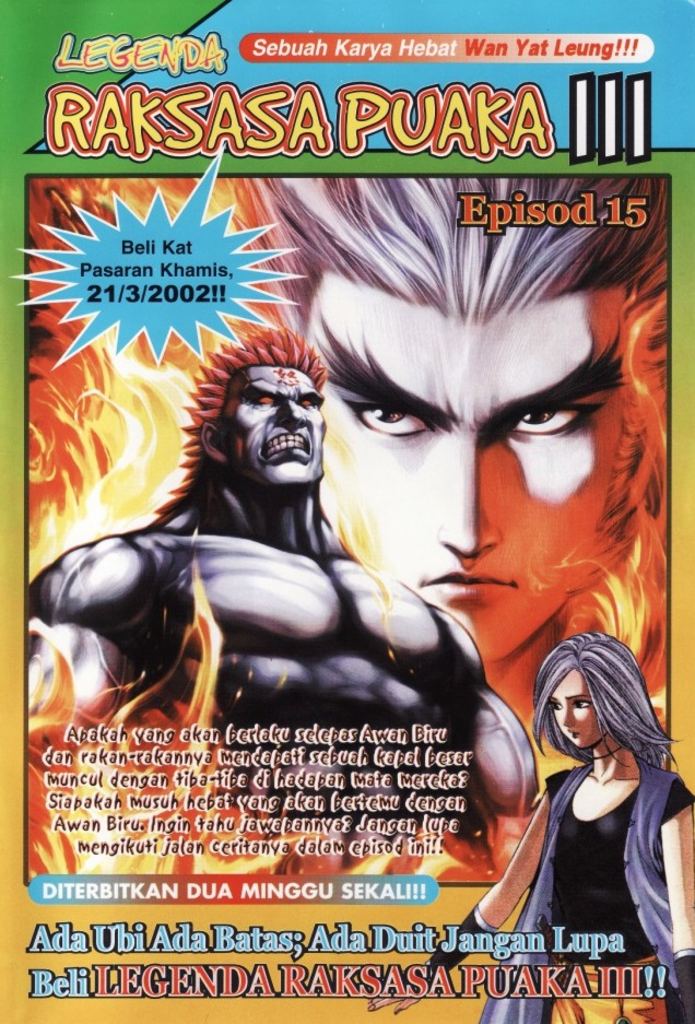 LEGENDA
Sebuah Karya Hebat Wan Yat Leung!!!
RAKSASA PUAKA III
Episod 15
Beli Kat
Pasaran Khamis,
21/3/2002!!
Apakah yang akan berlaku selepas Awan Biru
dan rakan-rakannya mendapati sebuah kapal besar
muncul dengan tiba-tiba di hadapan mata mereka?
Siapakah musuh hebat yang akan bertemu dengan
Awan Biru. Ingin tahu jawapannya? Jangan lupa
mengikuti jalan ceritanya dalam episod ini!!
DITERBITKAN DUA MINGGU SEKALI!!
Ada Ubi Ada Batas; Ada Duit Jangan Lupa
Beli LEGENDA RAKSASA PUAKA III!!